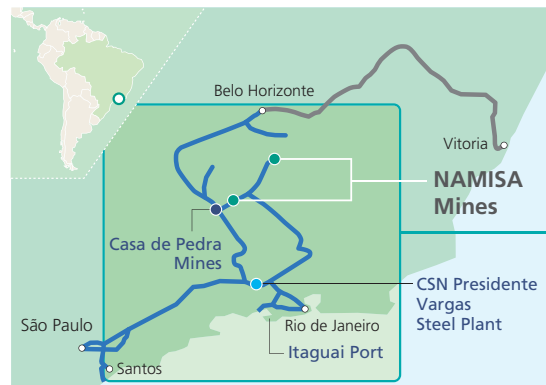 Belo Horizonte
Vitoria
NAMISA
Mines
Casa de Pedra
Mines
CSN Presidente
Vargas
Steel Plant
São Paulo
Rio de Janeiro
Itaguai Port
Santos